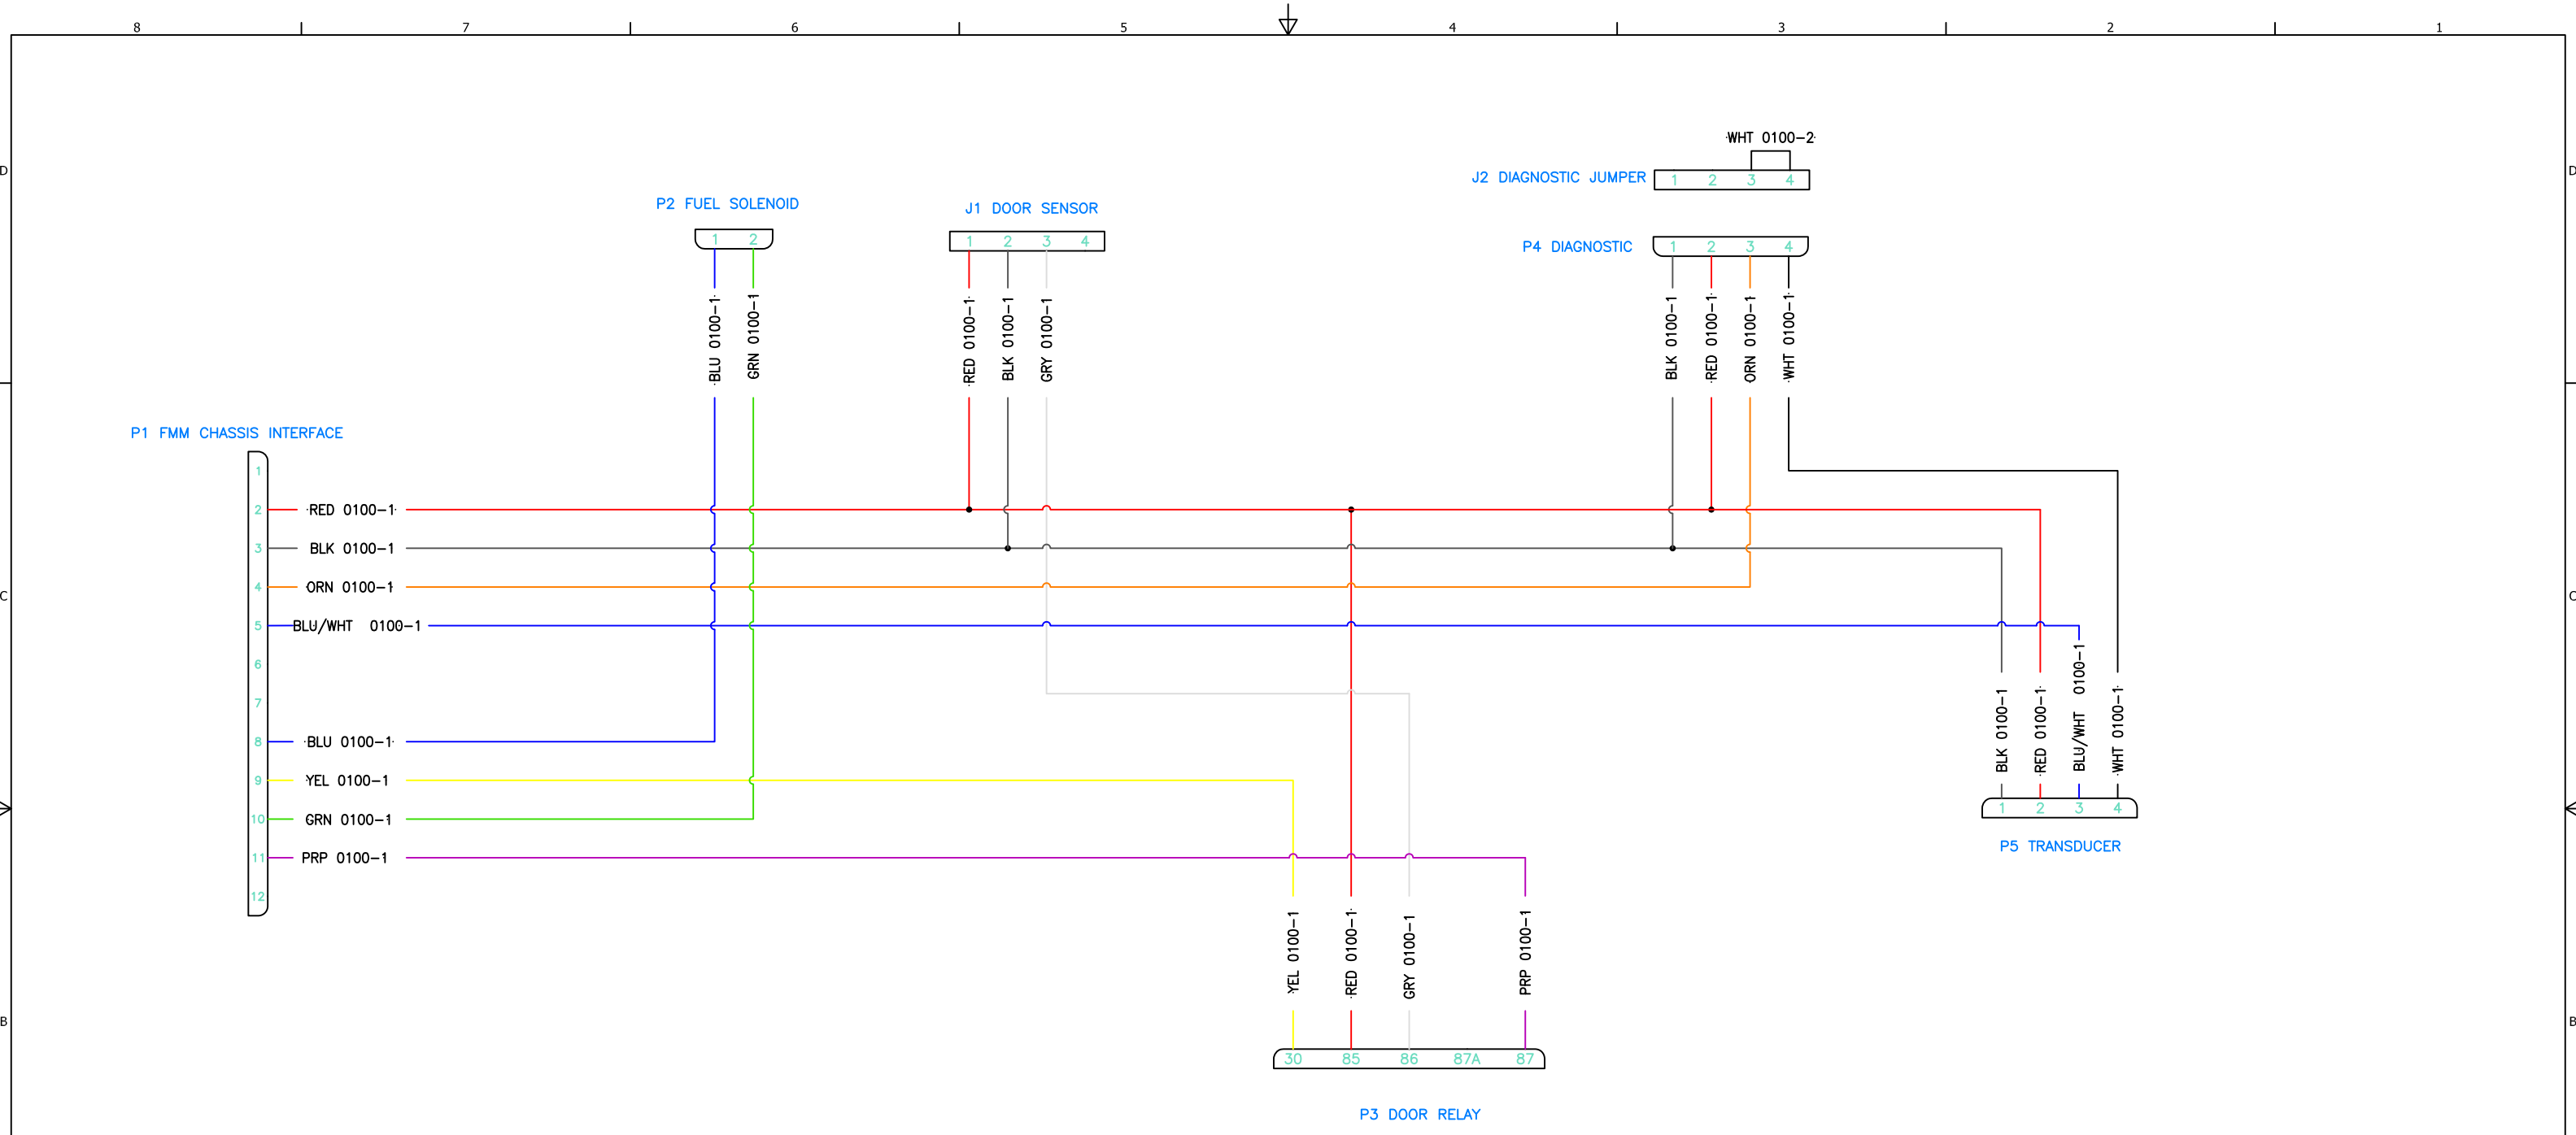 8 7 6 5 4 3 2 1
WHT 0100-2
D
J2 DIAGNOSTIC JUMPER
1 2 3 4
D
P2 FUEL SOLENOID
1 2
J1 DOOR SENSOR
1 2 3 4
P4 DIAGNOSTIC
1 2 3 4
BLU 0100-1
GRN 0100-1
RED 0100-1
BLK 0100-1
GRY 0100-1
BLK 0100-1
RED 0100-1
ORN 0100-1
WHT 0100-1
P1 FMM CHASSIS INTERFACE
1
2 RED 0100-1
3 BLK 0100-1
4 ORN 0100-1
C
C
5 BLU/WHT 0100-1
6
7
8 BLU 0100-1
9 YEL 0100-1
10 GRN 0100-1
11 PRP 0100-1
12
BLK 0100-1
RED 0100-1
BLU/WHT 0100-1
WHT 0100-1
1 2 3 4
P5 TRANSDUCER
YEL 0100-1
RED 0100-1
GRY 0100-1
PRP 0100-1
B
B
30 85 86 87A 87
P3 DOOR RELAY